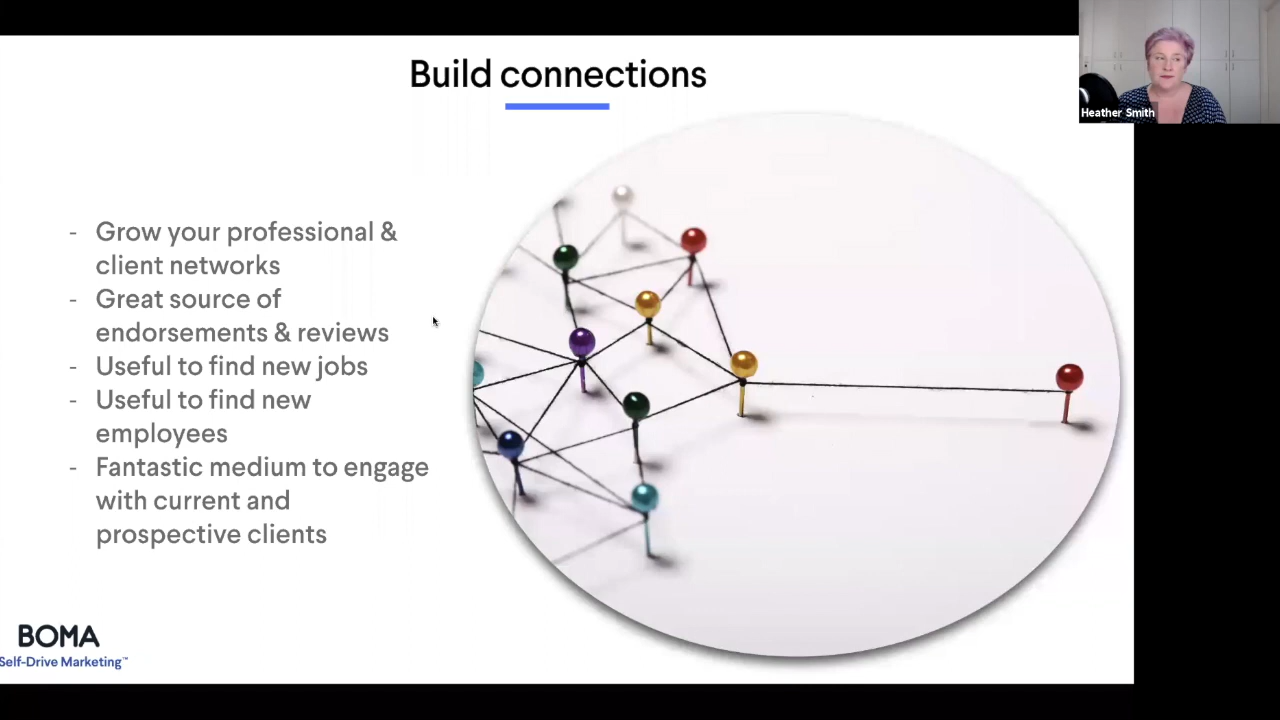 Build connections
Heather Smith
- Grow your professional &
client networks
- Great source of
endorsements & reviews
- Useful to find new jobs
- Useful to find new
employees
- Fantastic medium to engage
with current and
prospective clients
BOMA
Self-Drive Marketing™